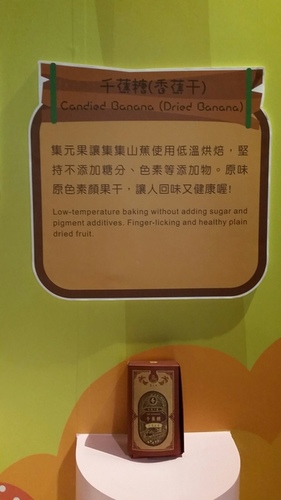 千蕉糖(香蕉干)
Candied Banana (Dried Banana)
集元果讓集集山蕉使用低溫烘焙，堅
持不添加糖分、色素等添加物。原味
原色素顏果干，讓人回味又健康喔!
Low-temperature baking without adding sugar and
pigment additives. Finger-licking and healthy plain
dried fruit.